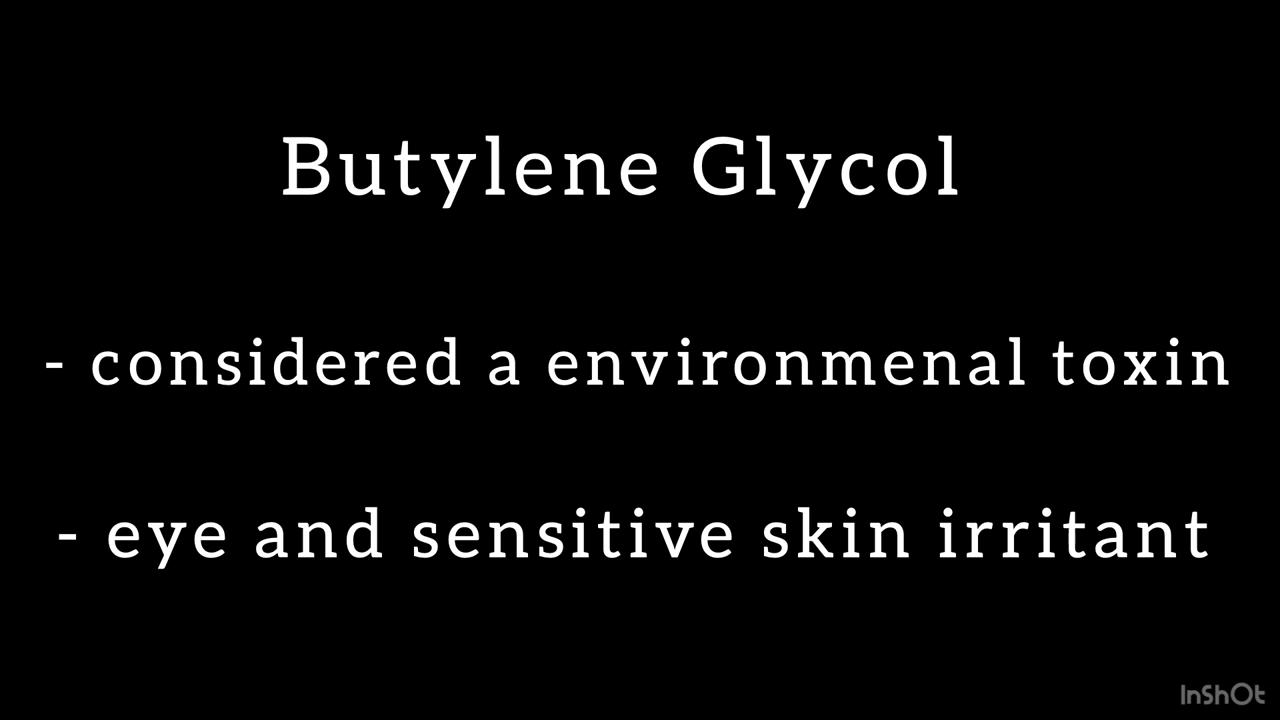 Butylene Glycol
- considered a environmenal toxin
- eye and sensitive skin irritant
InShOt